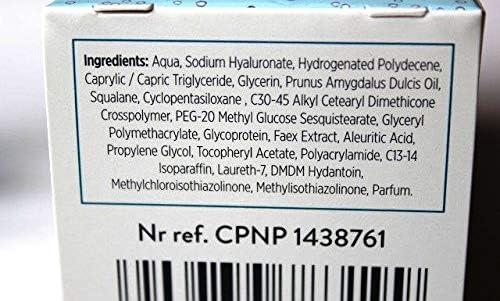 Ingredients: Aqua, Sodium Hyaluronate, Hydrogenated Polydecene,
Caprylic / Capric Triglyceride, Glycerin, Prunus Amygdalus Dulcis Oil,
Squalane, Cyclopentasiloxane , C30-45 Alkyl Cetearyl Dimethicone
Crosspolymer, PEG-20 Methyl Glucose Sesquistearate, Glyceryl
Polymethacrylate, Glycoprotein, Faex Extract, Aleuritic Acid,
Propylene Glycol, Tocopheryl Acetate, Polyacrylamide, C13-14
Isoparaffin, Laureth-7, DMDM Hydantoin,
Methylchloroisothiazolinone, Methylisothiazolinone, Parfum.
Nr ref. CPNP 1438761